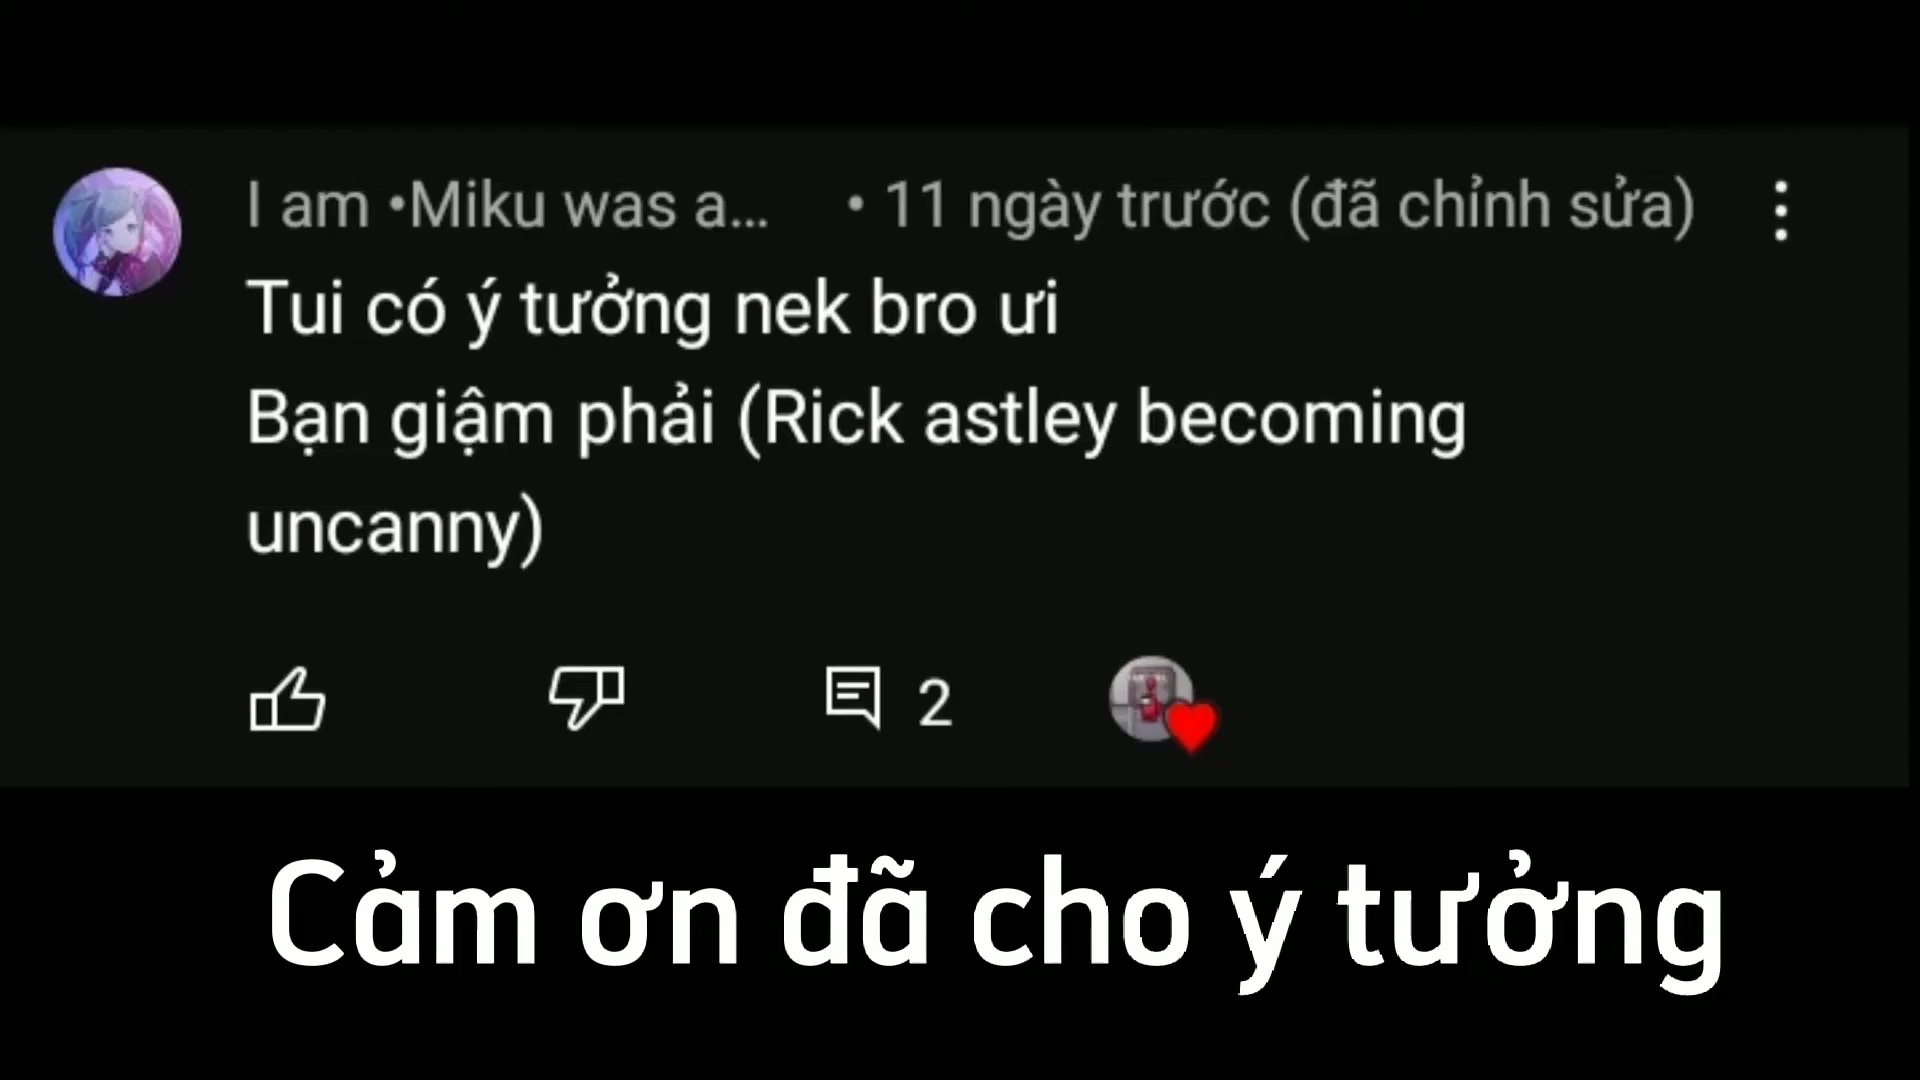 I am •Miku was a... • 11 ngày trước (đã chỉnh sửa)
Tui có ý tưởng nek bro ưi
Bạn giậm phải (Rick astley becoming
uncanny)
2
Cảm ơn đã cho ý tưởng